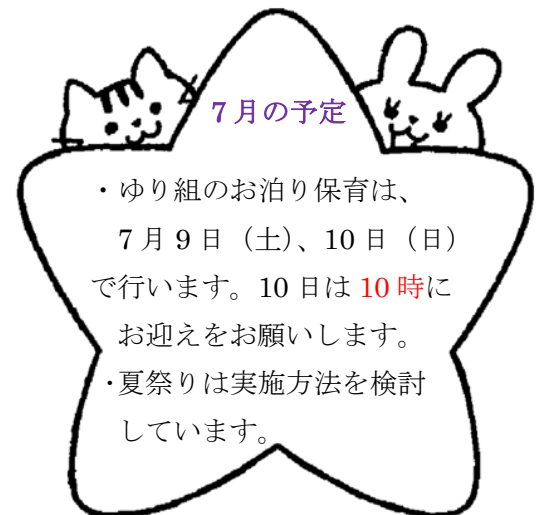 7月の予定
・ゆり組のお泊り保育は、
7月9日（土）、10日（日）
で行います。10日は10時に
お迎えをお願いします。
・夏祭りは実施方法を検討
しています。